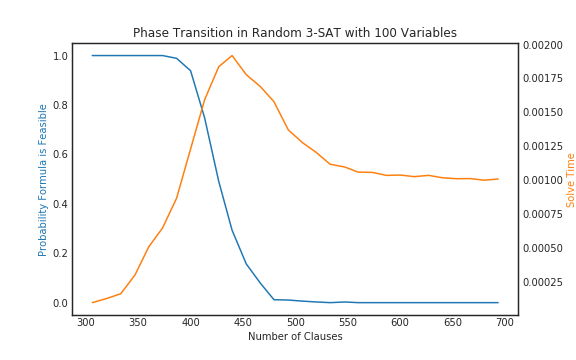 Phase Transition in Random 3-SAT with 100 Variables
Probability Formula is Feasible
1.0
0.8
0.6
0.4
0.2
0.0
0.00200
0.00175
0.00150
0.00125
0.00100
0.00075
0.00050
0.00025
Solve Time
300 350 400 450 500 550 600 650 700
Number of Clauses